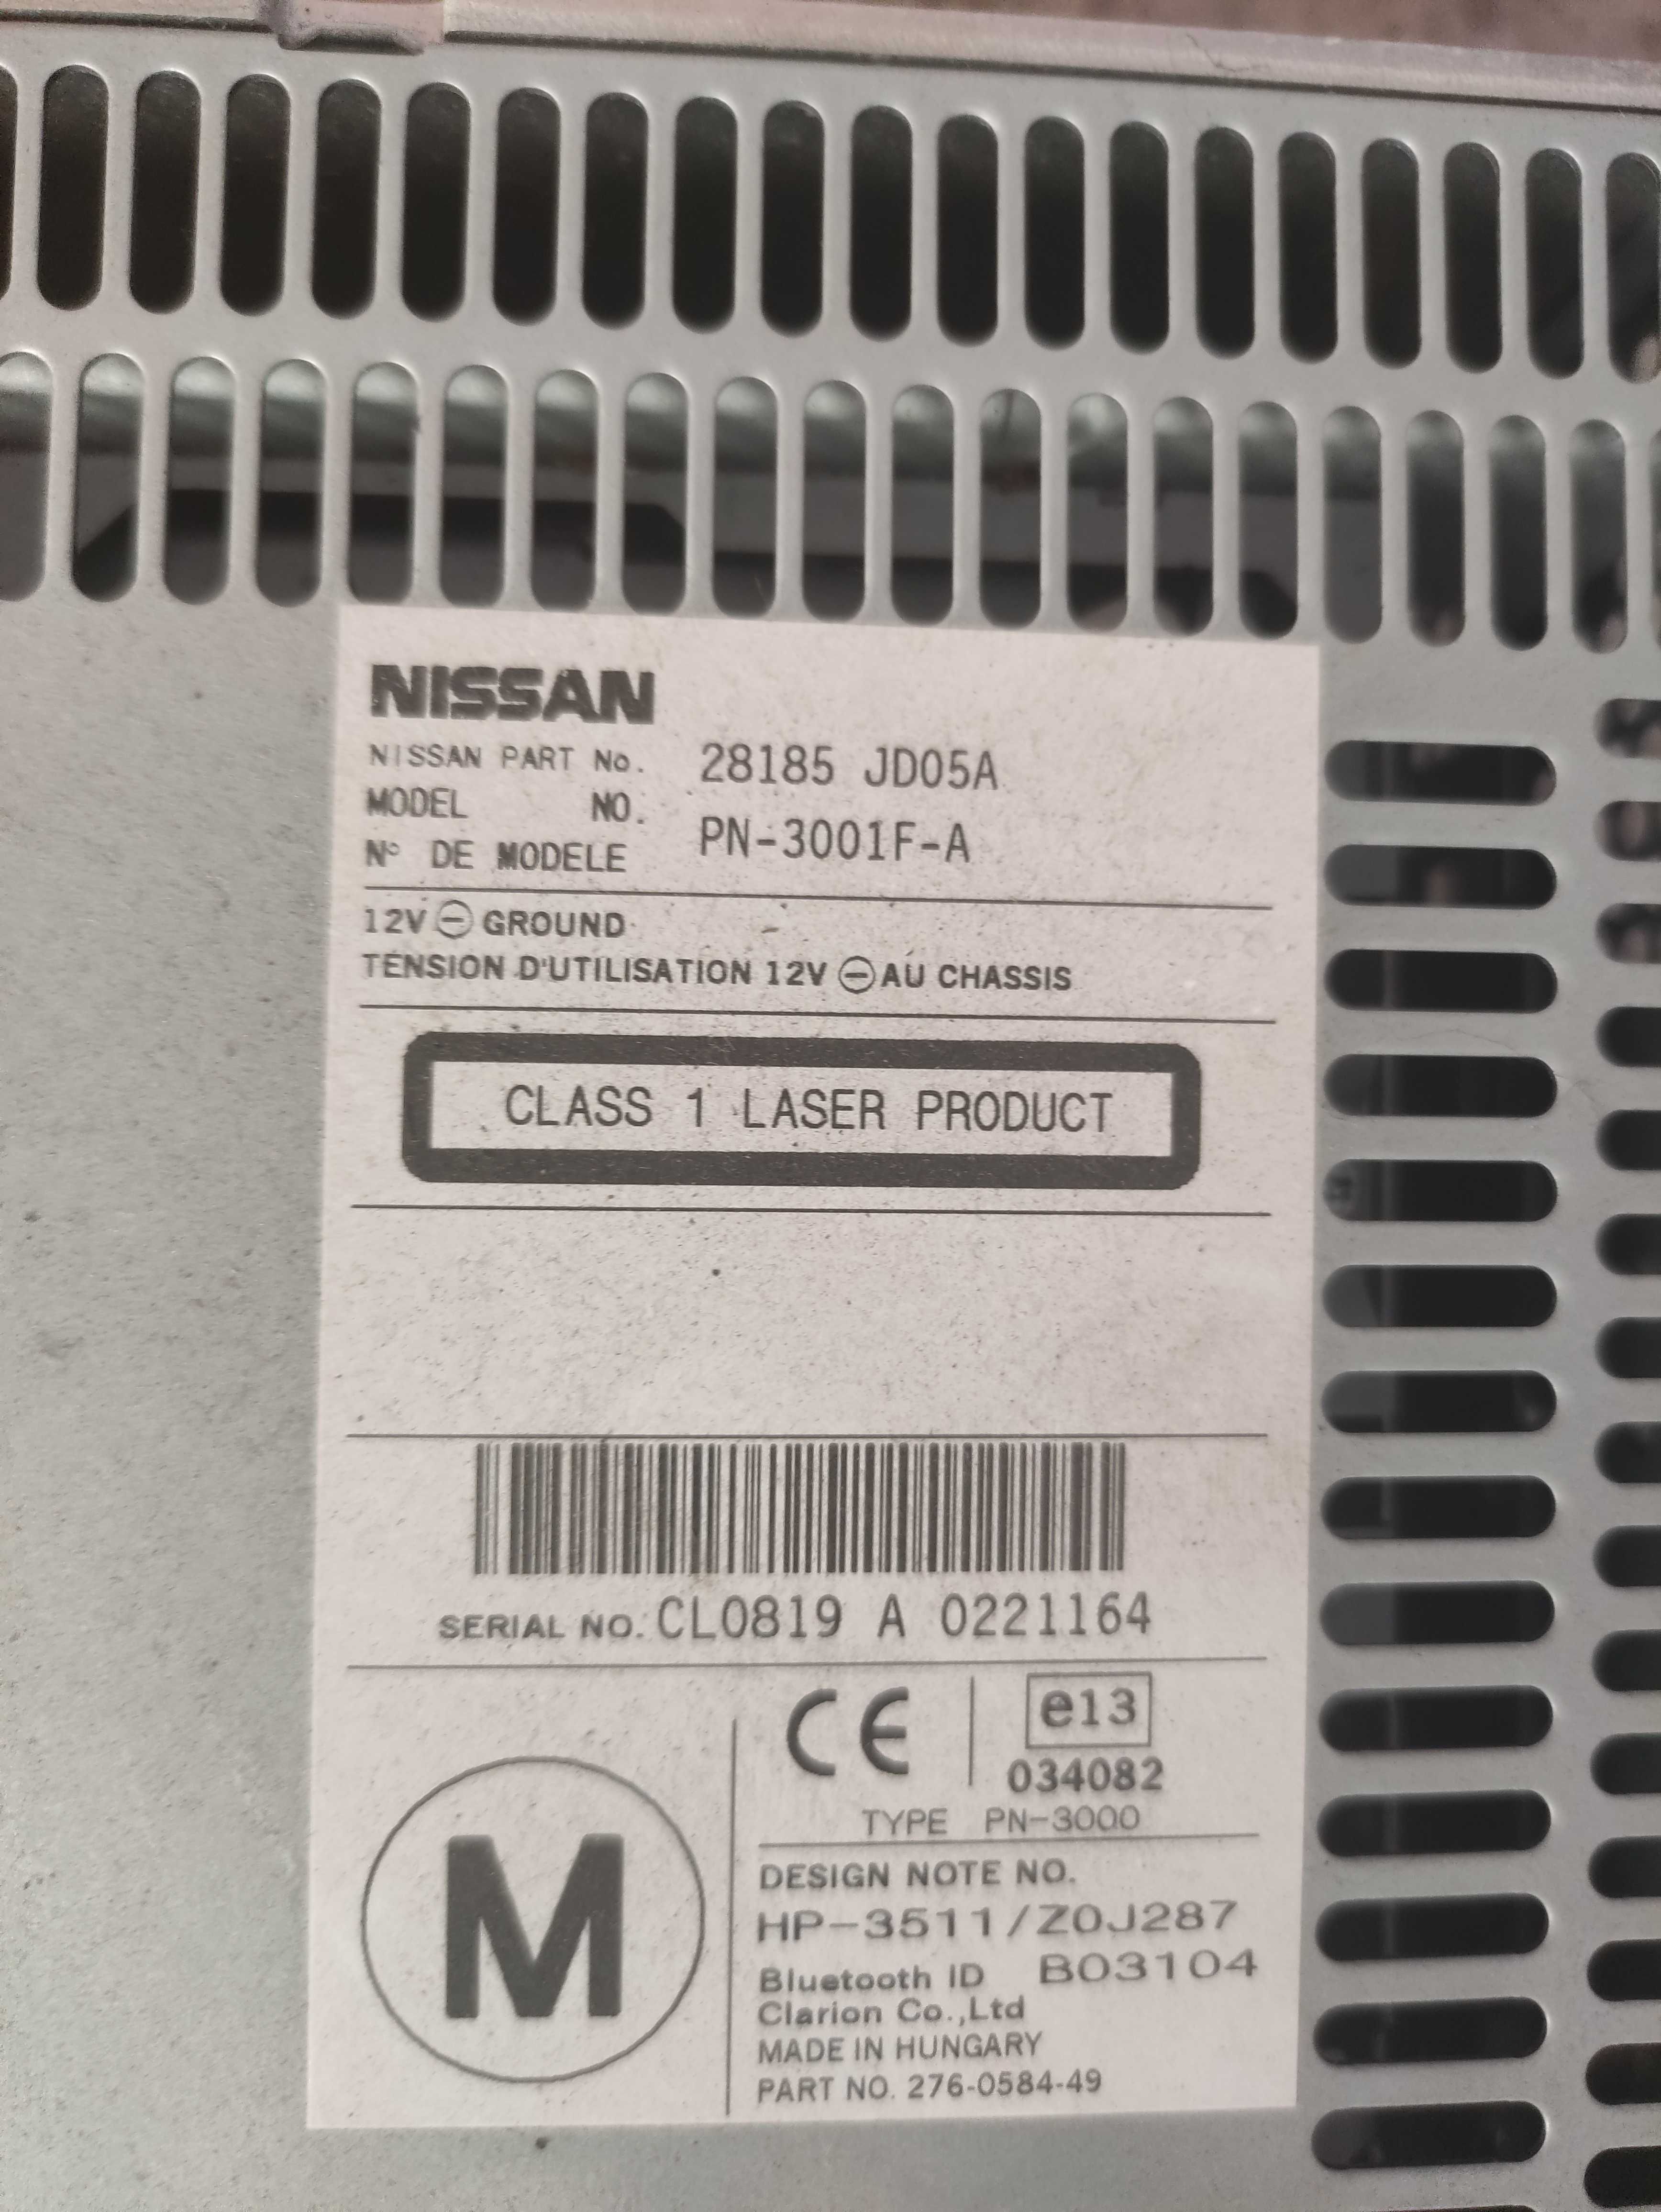 NISSAN
NISSAN PART No. 28185 JD05A
MODEL NO.
N° DE MODELE PN-3001F-A
12V ⊖ GROUND
TENSION D'UTILISATION 12V ⊖ AU CHASSIS
CLASS 1 LASER PRODUCT
SERIAL NO. CL0819 A 0221164
CE e13
034082
TYPE PN-3000
M
DESIGN NOTE NO.
HP-3511/Z0J287
Bluetooth ID B03104
Clarion Co.,Ltd
MADE IN HUNGARY
PART NO. 276-0584-49